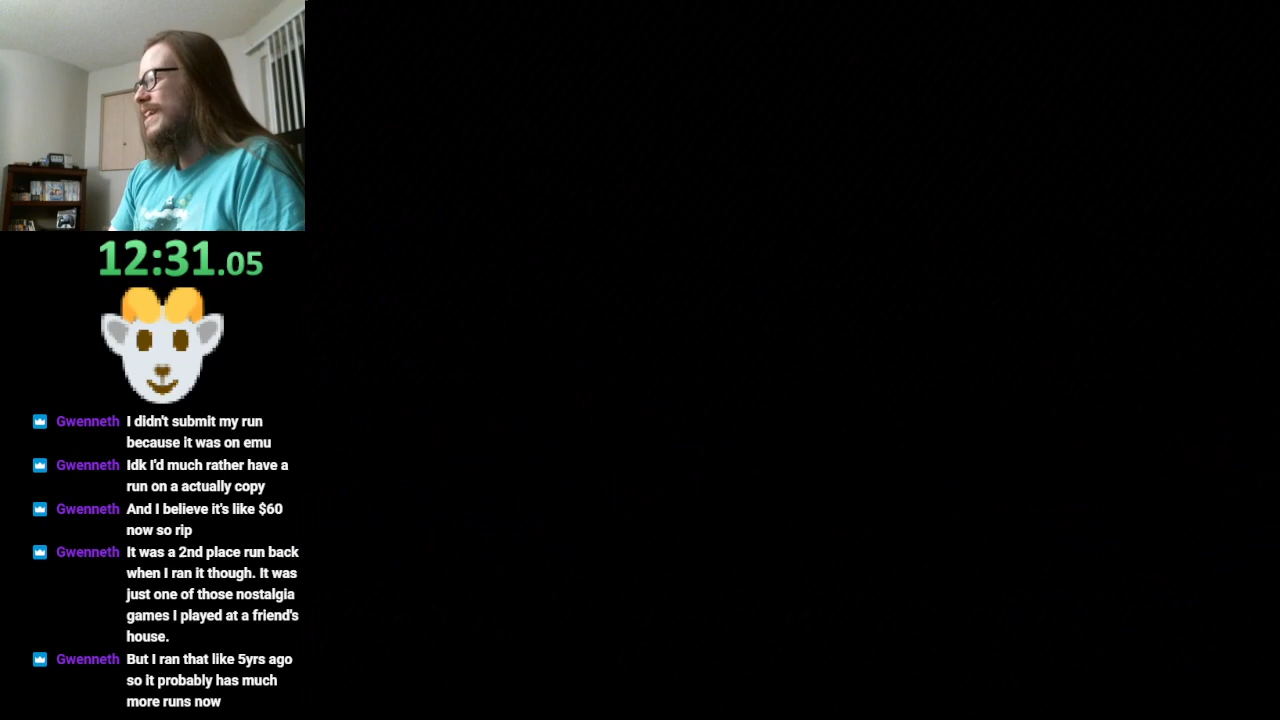 12:31.05
Gwenneth I didn't submit my run
because it was on emu
Gwenneth Idk I'd much rather have a
run on a actually copy
Gwenneth And I believe it's like $60
now so rip
Gwenneth It was a 2nd place run back
when I ran it though. It was
just one of those nostalgia
games I played at a friend's
house.
Gwenneth But I ran that like 5yrs ago
so it probably has much
more runs now